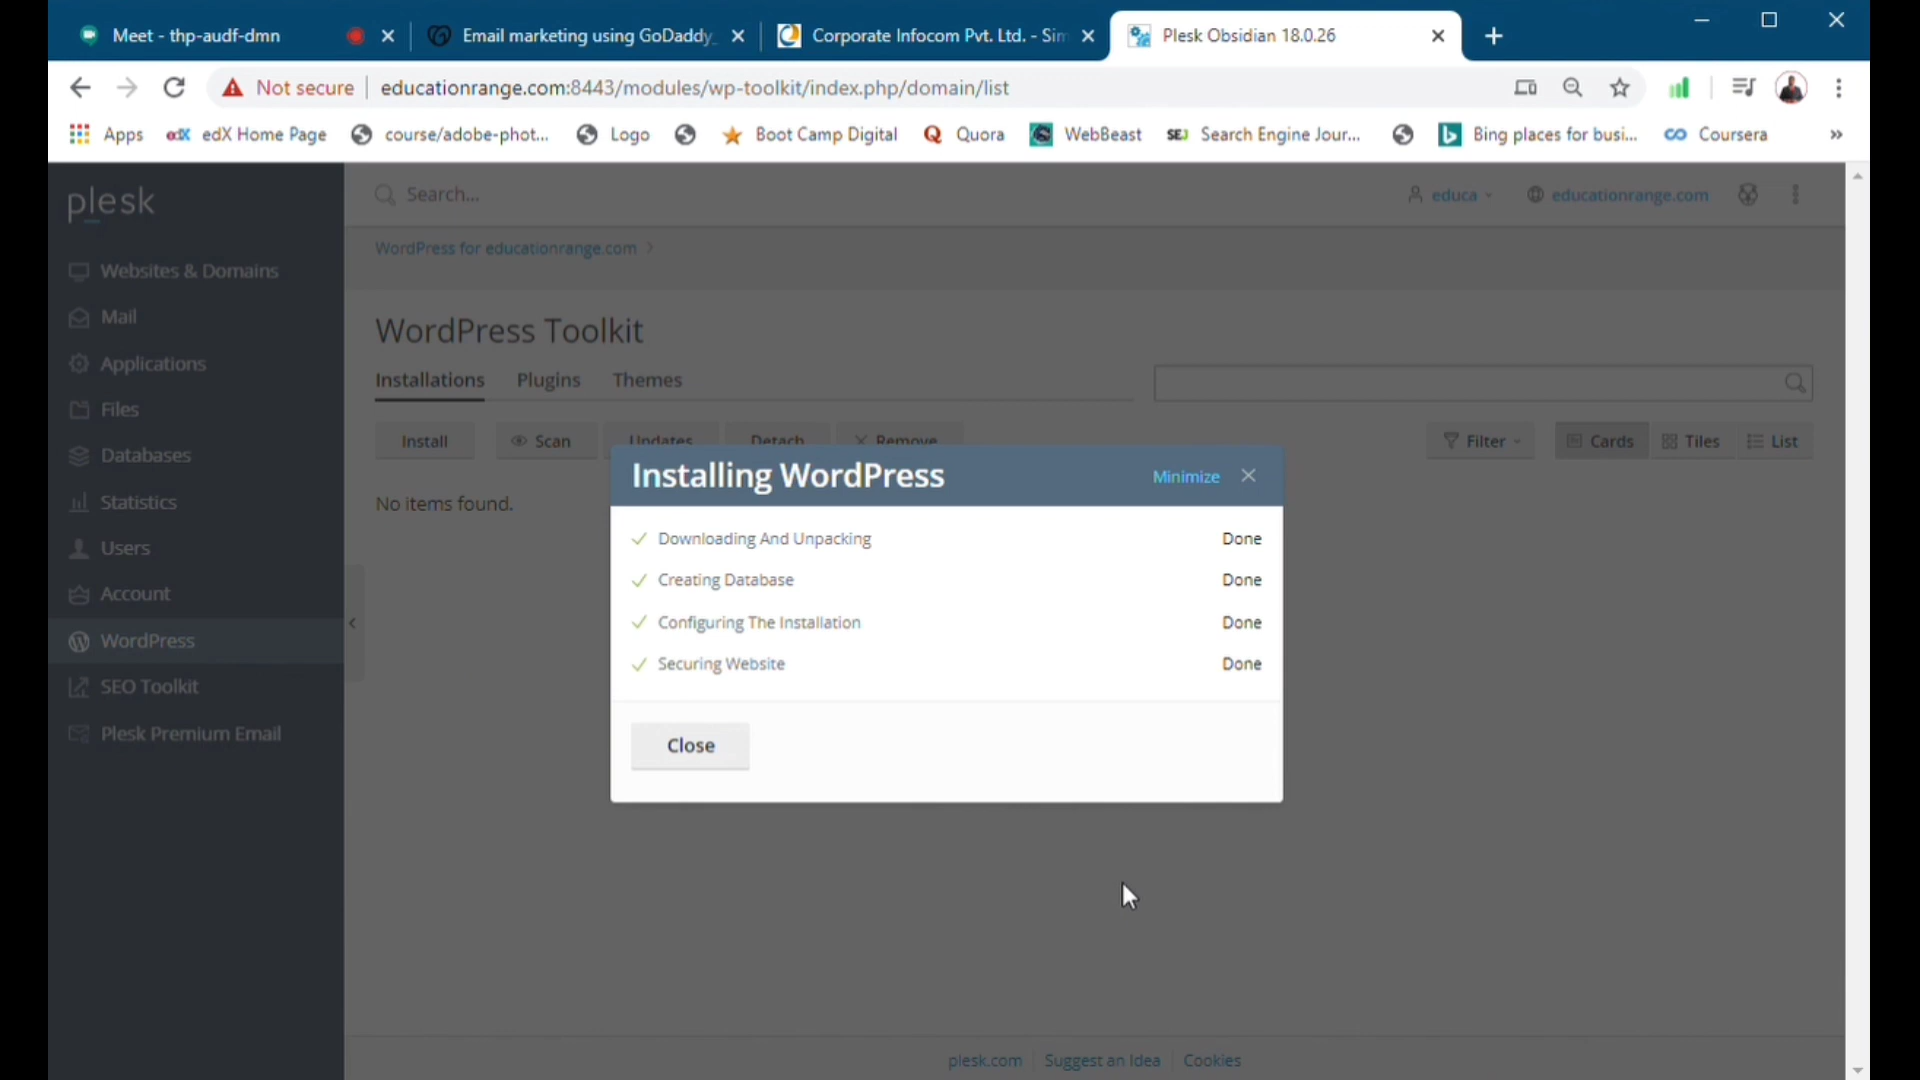 Meet - thp-audf-dmn
Email marketing using GoDaddy
Corporate Infocom Pvt. Ltd. - Sim
Plesk Obsidian 18.0.26
Not secure
educationrange.com:8443/modules/wp-toolkit/index.php/domain/list
Apps
edX
edX Home Page
course/adobe-phot...
Logo
Boot Camp Digital
Quora
WebBeast
SEJ
Search Engine Jour...
Bing places for busi...
Coursera
»
plesk
Search...
educa
educationrange.com
WordPress for educationrange.com >
Websites & Domains
Mail
Applications
Files
Databases
Statistics
Users
Account
WordPress
SEO Toolkit
Plesk Premium Email
WordPress Toolkit
Installations
Plugins
Themes
Install
Scan
Updates
Detach
Remove
Filter
Cards
Tiles
List
No items found.
Installing WordPress
Minimize
Downloading And Unpacking Done
Creating Database Done
Configuring The Installation Done
Securing Website Done
Close
plesk.com
Suggest an Idea
Cookies